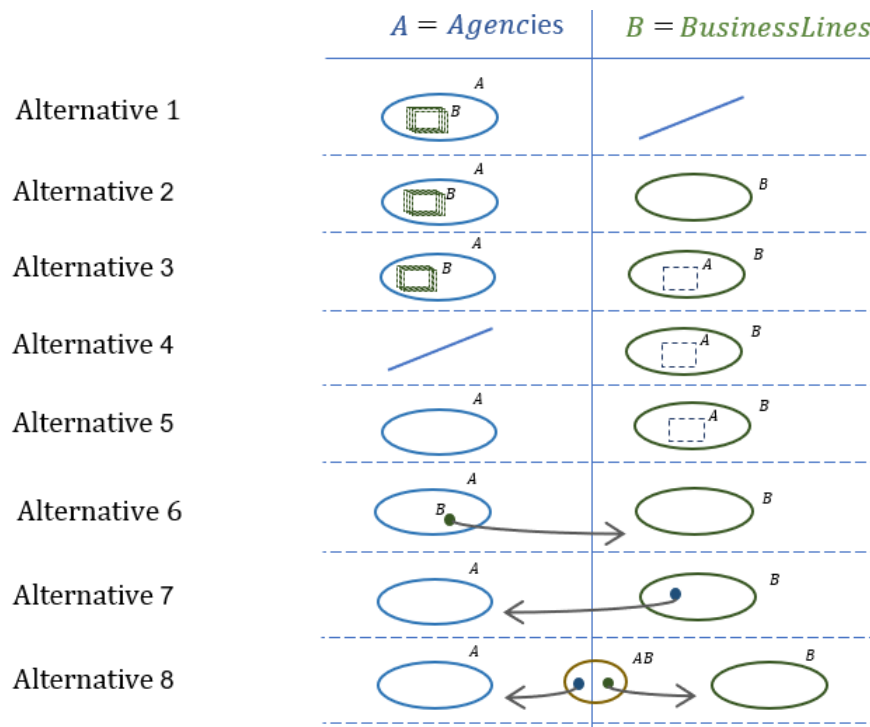 A = Agencies B = BusinessLines
Alternative 1 A B
Alternative 2 A B B
Alternative 3 A B A B
Alternative 4 A B
Alternative 5 A A B
Alternative 6 A B B
Alternative 7 A B
Alternative 8 A AB B